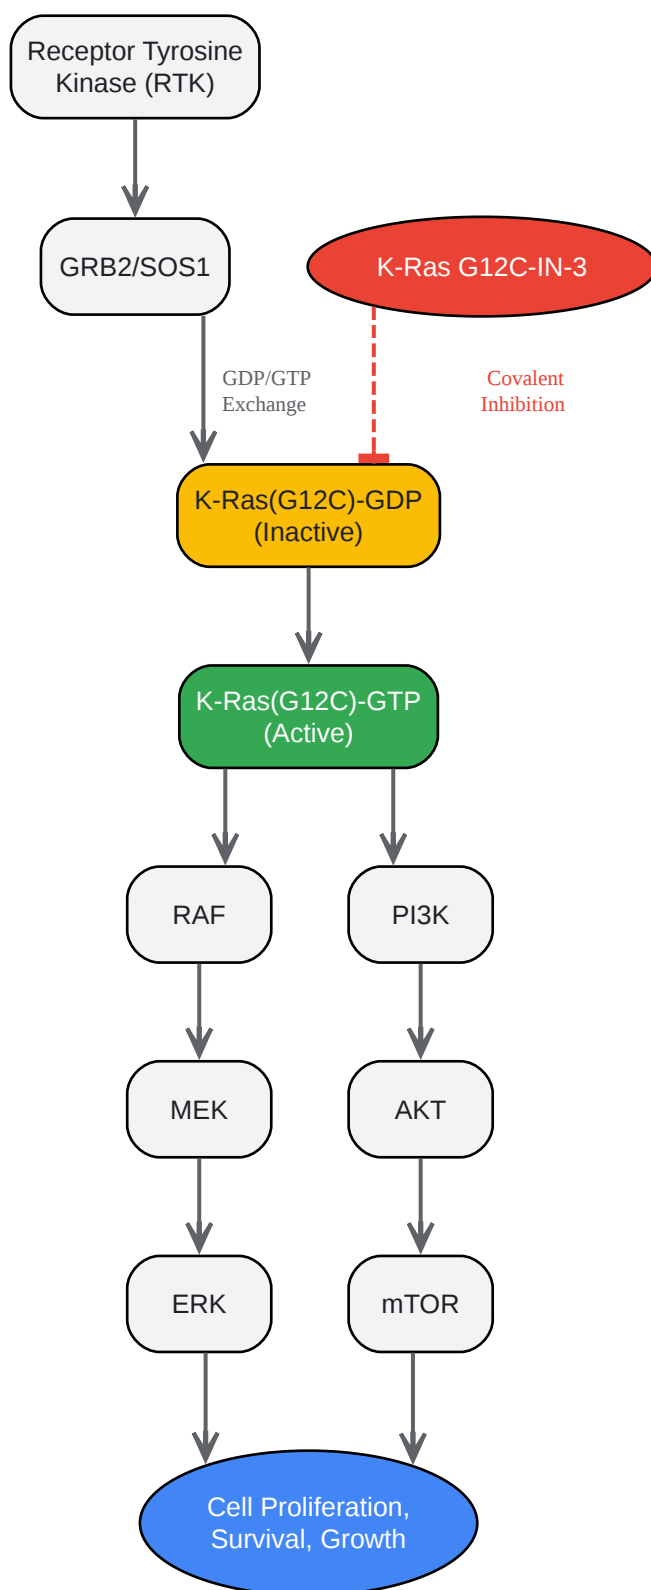 Receptor Tyrosine
Kinase (RTK)
GRB2/SOS1
K-Ras G12C-IN-3
GDP/GTP
Exchange
Covalent
Inhibition
K-Ras(G12C)-GDP
(Inactive)
K-Ras(G12C)-GTP
(Active)
RAF
PI3K
MEK
AKT
ERK
mTOR
Cell Proliferation,
Survival, Growth